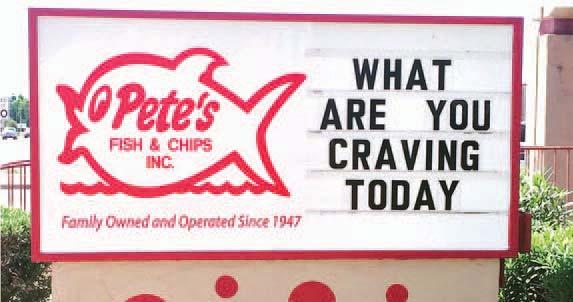 Pete's
FISH & CHIPS
INC.
Family Owned and Operated Since 1947
WHAT
ARE YOU
CRAVING
TODAY